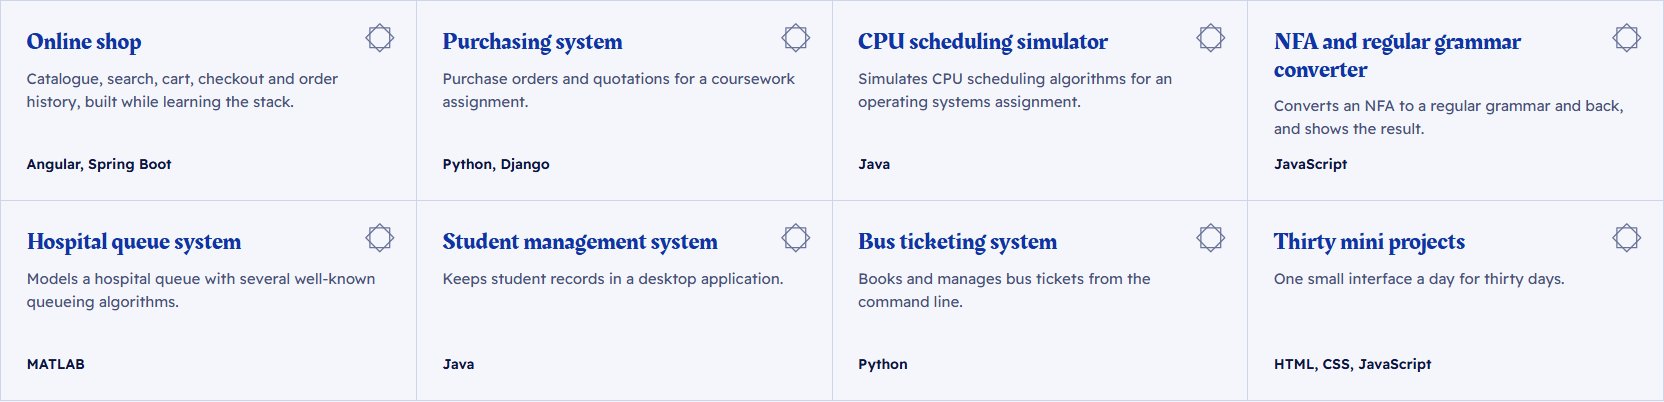 Online shop
Catalogue, search, cart, checkout and order
history, built while learning the stack.
Angular, Spring Boot
Purchasing system
Purchase orders and quotations for a coursework
assignment.
Python, Django
CPU scheduling simulator
Simulates CPU scheduling algorithms for an
operating systems assignment.
Java
NFA and regular grammar
converter
Converts an NFA to a regular grammar and back,
and shows the result.
JavaScript
Hospital queue system
Models a hospital queue with several well-known
queueing algorithms.
MATLAB
Student management system
Keeps student records in a desktop application.
Java
Bus ticketing system
Books and manages bus tickets from the
command line.
Python
Thirty mini projects
One small interface a day for thirty days.
HTML, CSS, JavaScript